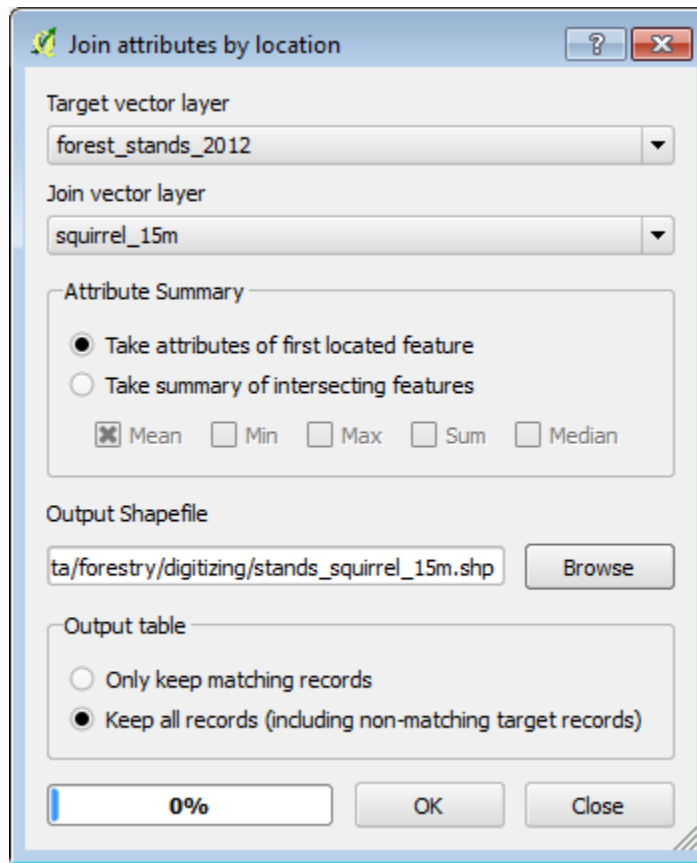 Join attributes by location
Target vector layer
forest_stands_2012
Join vector layer
squirrel_15m
Attribute Summary
Take attributes of first located feature
Take summary of intersecting features
Mean Min Max Sum Median
Output Shapefile
ta/forestry/digitizing/stands_squirrel_15m.shp Browse
Output table
Only keep matching records
Keep all records (including non-matching target records)
0% OK Close